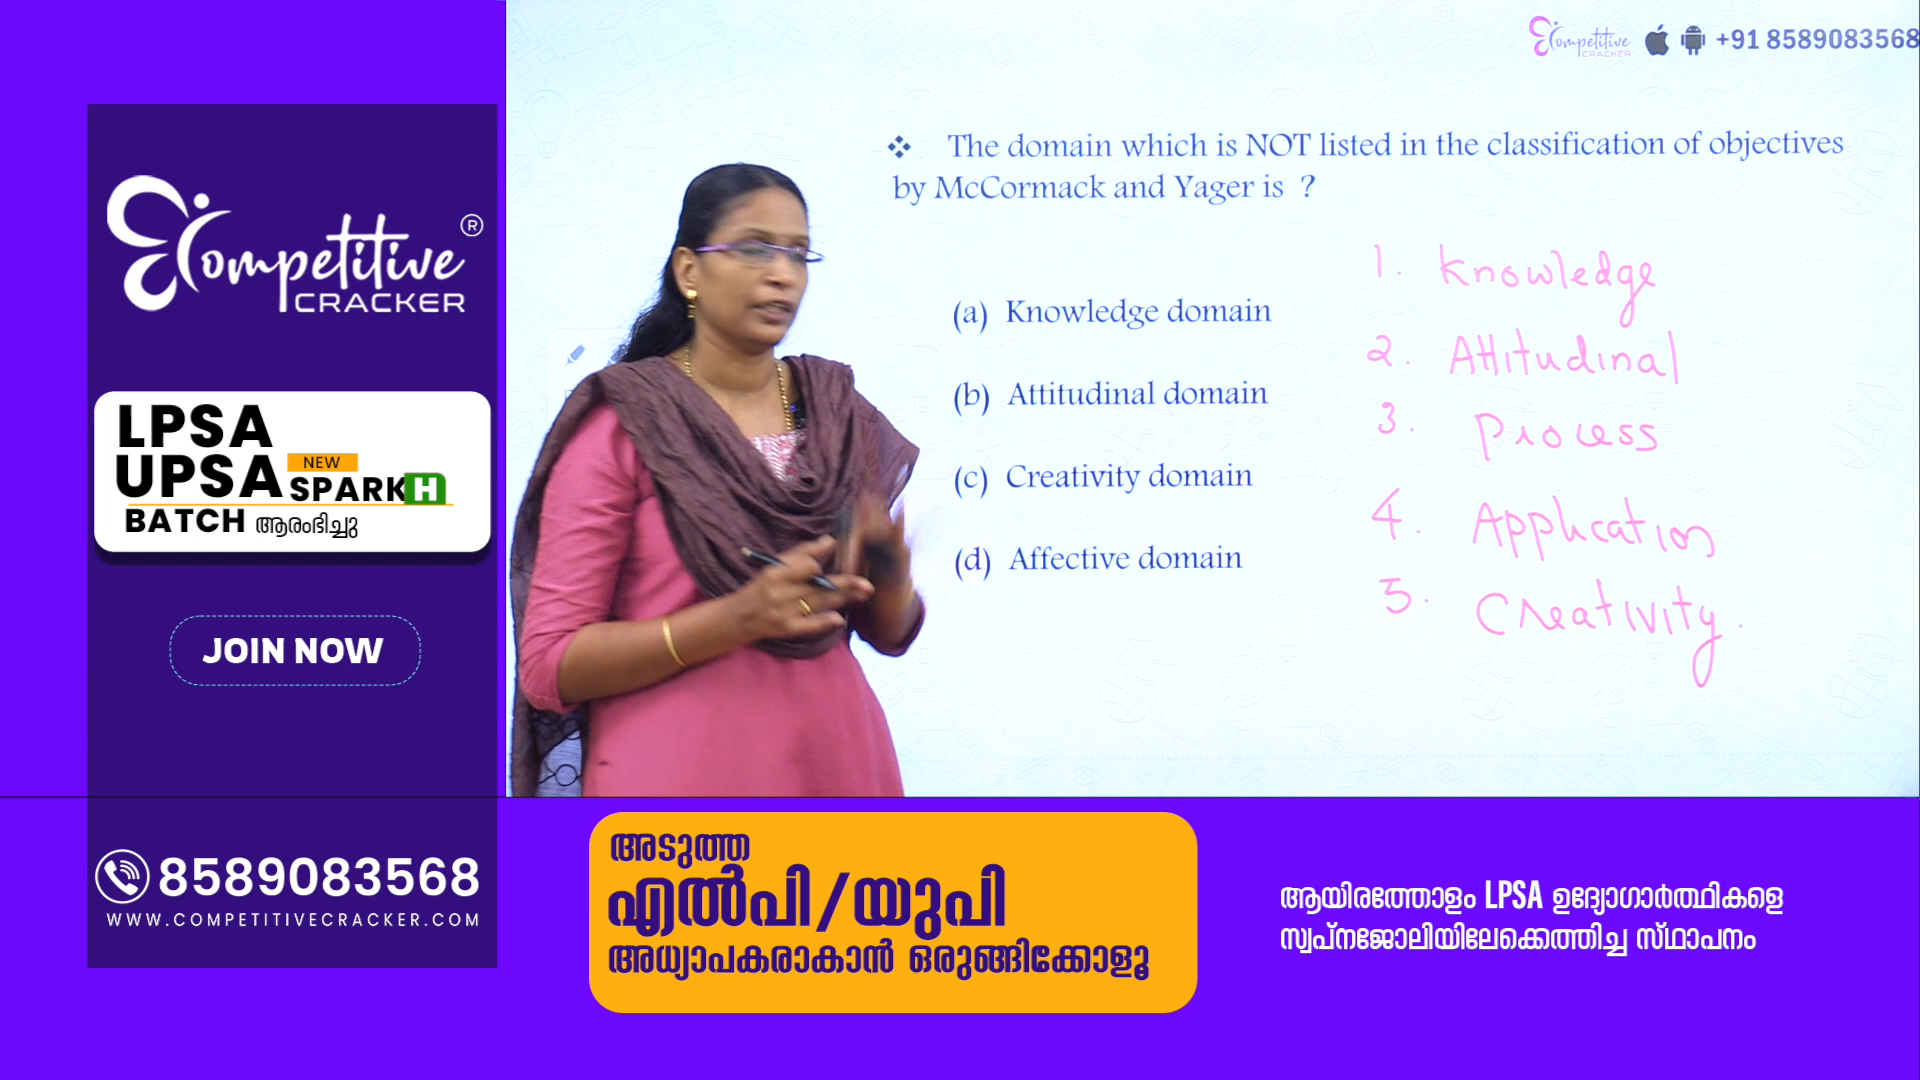 Competitive
CRACKER
+91 8589083568
❖ The domain which is NOT listed in the classification of objectives
by McCormack and Yager is ?
(a) Knowledge domain
(b) Attitudinal domain
(c) Creativity domain
(d) Affective domain
1. Knowledge
2. Attitudinal
3. Process
4. Application
5. Creativity.
Competitive®
CRACKER
LPSA
UPSA NEW SPARK H
BATCH ആരംഭിച്ചു
JOIN NOW
8589083568
WWW.COMPETITIVECRACKER.COM
അടുത്ത
എൽപി/യുപി
അധ്യാപകരാകാൻ ഒരുങ്ങിക്കോളൂ
ആയിരത്തോളം LPSA ഉദ്യോഗാർത്ഥികളെ
സ്വപ്നജോലിയിലേക്കെത്തിച്ച സ്ഥാപനം